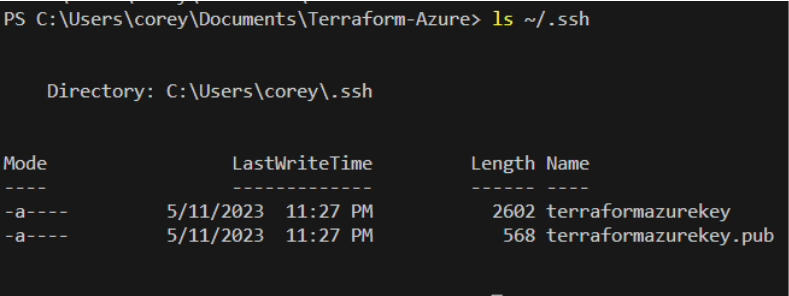 PS C:\Users\corey\Documents\Terraform-Azure> ls ~/.ssh
Directory: C:\Users\corey\.ssh
Mode LastWriteTime Length Name
---- ------------- ------ ----
-a---- 5/11/2023 11:27 PM 2602 terraformazurekey
-a---- 5/11/2023 11:27 PM 568 terraformazurekey.pub